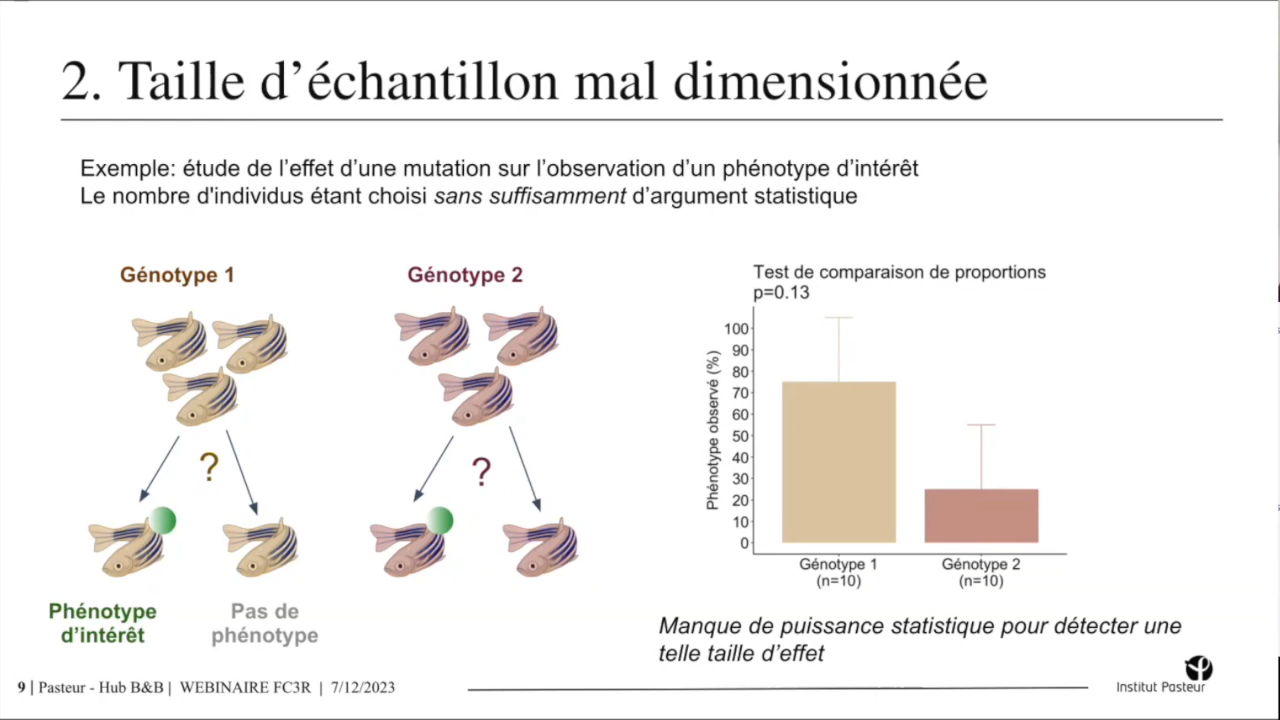 2. Taille d’échantillon mal dimensionnée
Exemple: étude de l’effet d’une mutation sur l’observation d’un phénotype d’intérêt
Le nombre d'individus étant choisi sans suffisamment d’argument statistique
Génotype 1
Génotype 2
?
?
Phénotype
d’intérêt
Pas de
phénotype
Test de comparaison de proportions
p=0.13
Phénotype observé (%)
100
90
80
70
60
50
40
30
20
10
0
Génotype 1
(n=10)
Génotype 2
(n=10)
Manque de puissance statistique pour détecter une
telle taille d’effet
9 | Pasteur - Hub B&B | WEBINAIRE FC3R | 7/12/2023
Institut Pasteur